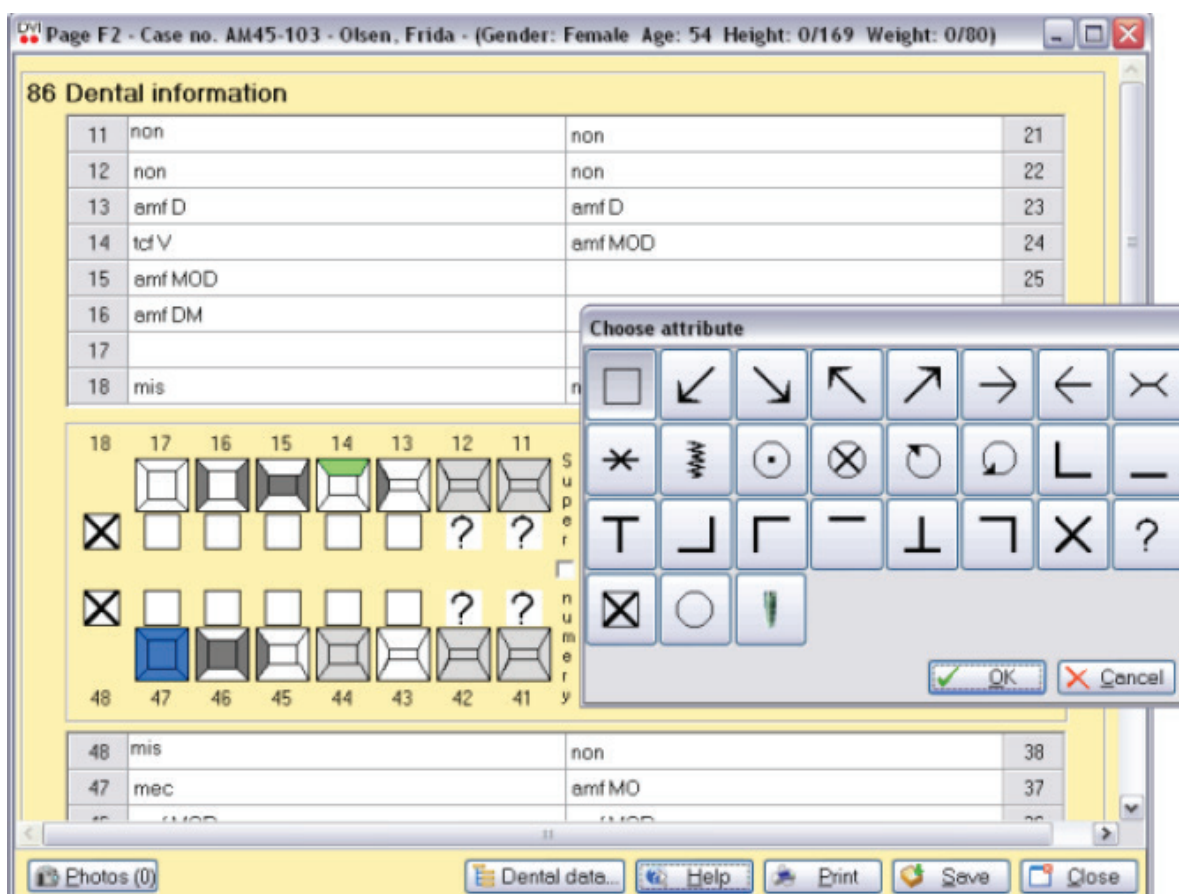 DVI Page F2 - Case no. AM45-103 - Olsen, Frida - (Gender: Female Age: 54 Height: 0/169 Weight: 0/80)
86 Dental information
11 non non 21
12 non non 22
13 amf D amf D 23
14 tcf V amf MOD 24
15 amf MOD 25
16 amf DM
17
18 mis
Choose attribute
18 17 16 15 14 13 12 11
Super
? ?
?
? ?
numery
48 47 46 45 44 43 42 41
OK Cancel
48 mis non 38
47 mec amf MO 37
Photos (0) Dental data... Help Print Save Close